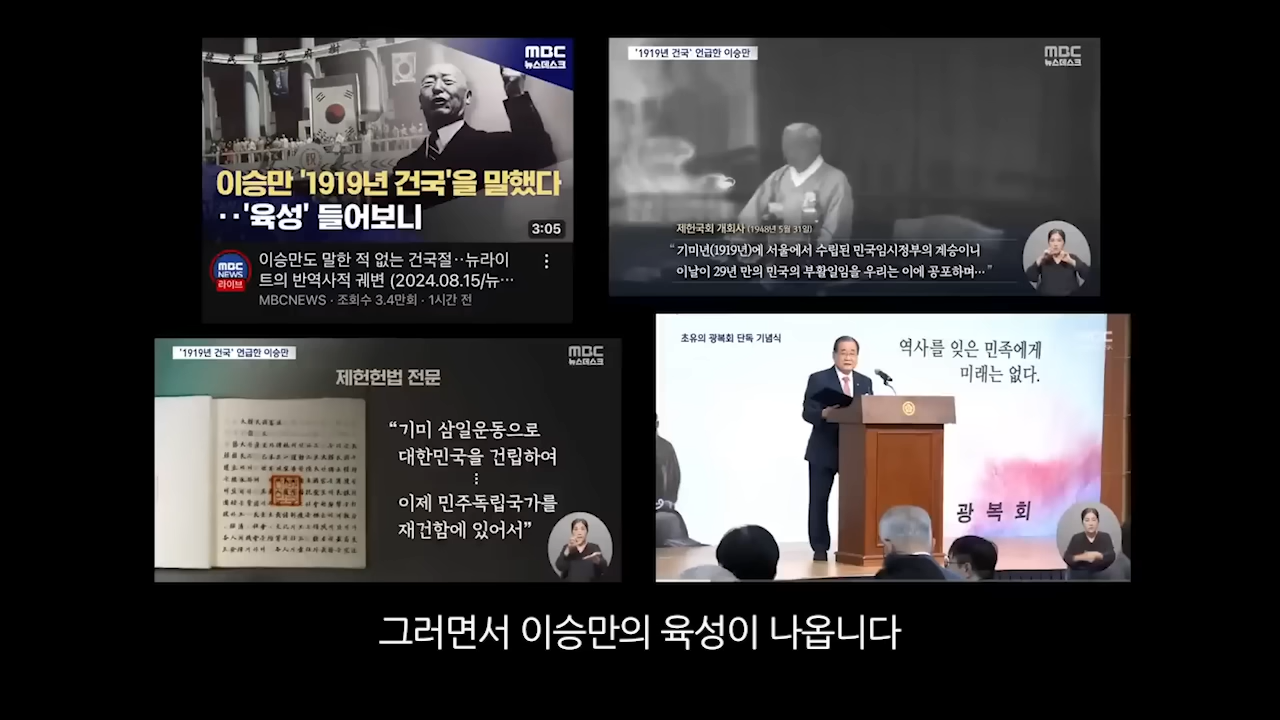 MBC
뉴스데스크
이승만 '1919년 건국'을 말했다
··'육성' 들어보니
3:05
MBC
NEWS
라이브
이승만도 말한 적 없는 건국절··뉴라이
트의 반역사적 궤변 (2024.08.15/뉴…
MBCNEWS · 조회수 3.4만회 · 1시간 전
'1919년 건국' 언급한 이승만
MBC
뉴스데스크
제헌국회 개회사 (1948년 5월 31일)
“기미년(1919년)에 서울에서 수립된 민국임시정부의 계승이니
이날이 29년 만의 민국의 부활일임을 우리는 이에 공포하며…”
'1919년 건국' 언급한 이승만
MBC
뉴스데스크
제헌헌법 전문
“기미 삼일운동으로
대한민국을 건립하여
⋮
이제 민주독립국가를
재건함에 있어서”
초유의 광복회 단독 기념식
역사를 잊은 민족에게
미래는 없다.
광복회
그러면서 이승만의 육성이 나옵니다